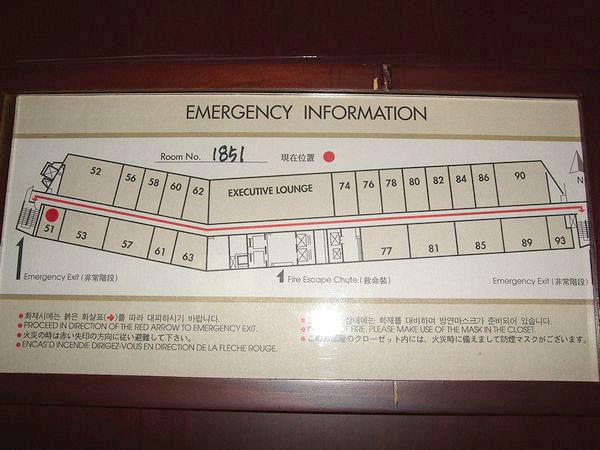 EMERGENCY INFORMATION
Room No. 1851 現在位置
52 56 58 60 62 EXECUTIVE LOUNGE 74 76 78 80 82 84 86 90
N
51 53 57 61 63 77 81 85 89 93
Emergency Exit (非常階段)
Fire Escape Chute (救命袋)
Emergency Exit (非常階段)
화재시에는 붉은 화살표(➔)를 따라 대피하시기 바랍니다.
PROCEED IN DIRECTION OF THE RED ARROW TO EMERGENCY EXIT.
火災の時は赤い矢印の方向に従い避難して下さい。
ENCAS'D INCENDIE DIRIGEZ-VOUS EN DIRECTION DE LA FLECHE ROUGE.
화재를 대비하여 방연마스크가 준비되어 있습니다.
FIRE, PLEASE MAKE USE OF THE MASK IN THE CLOSET.
このお部屋のクローゼット内には、火災時に備えまして防煙マスクがございます。